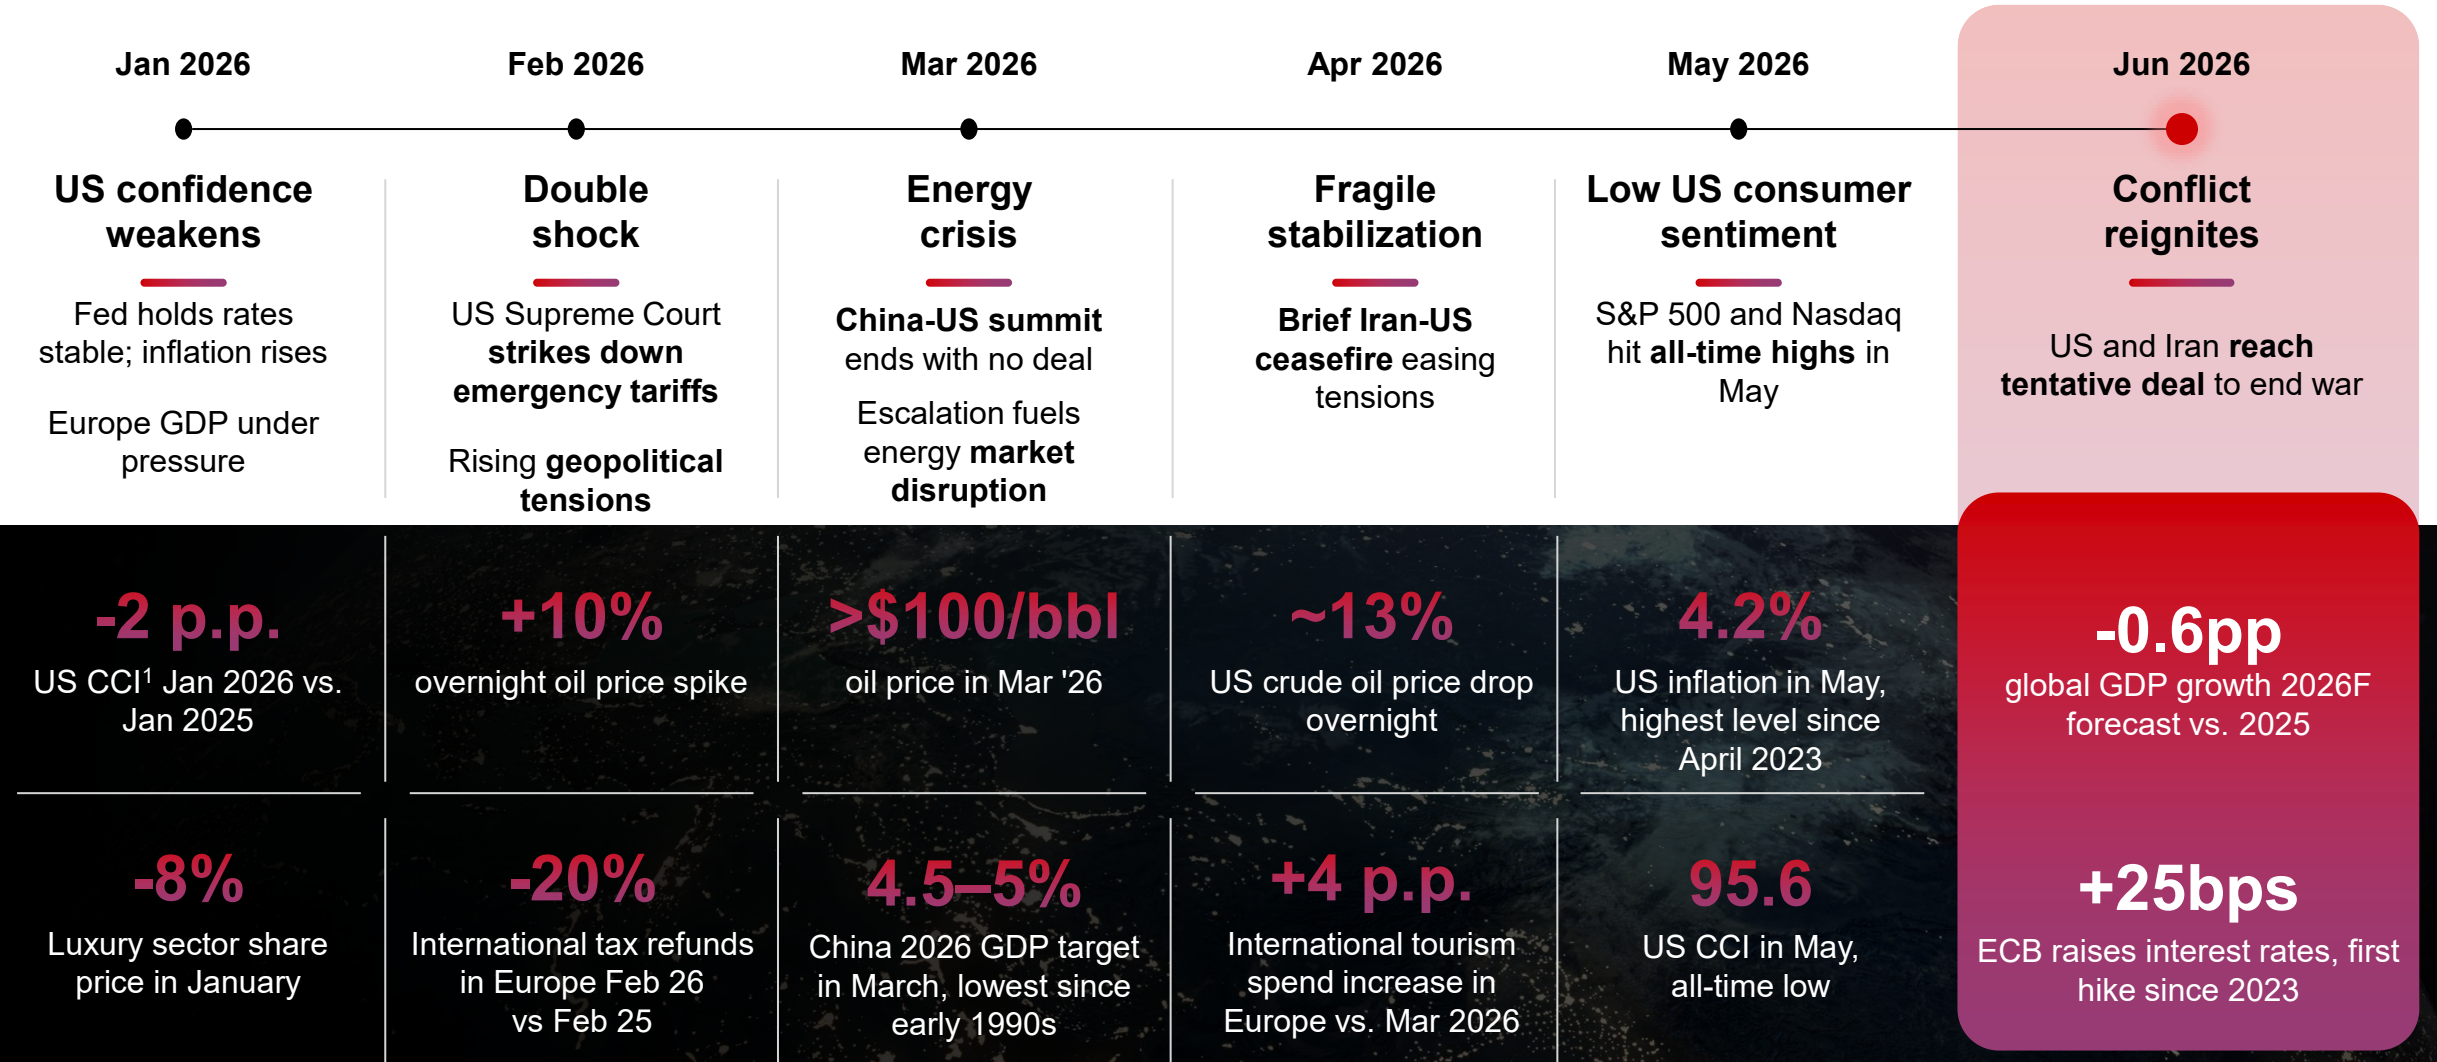 Jan 2026
Feb 2026
Mar 2026
Apr 2026
May 2026
Jun 2026
US confidence
weakens
Fed holds rates
stable; inflation rises
Europe GDP under
pressure
Double
shock
US Supreme Court
strikes down
emergency tariffs
Rising geopolitical
tensions
Energy
crisis
China-US summit
ends with no deal
Escalation fuels
energy market
disruption
Fragile
stabilization
Brief Iran-US
ceasefire easing
tensions
Low US consumer
sentiment
S&P 500 and Nasdaq
hit all-time highs in
May
Conflict
reignites
US and Iran reach
tentative deal to end war
-2 p.p.
US CCI¹ Jan 2026 vs.
Jan 2025
+10%
overnight oil price spike
>$100/bbl
oil price in Mar '26
~13%
US crude oil price drop
overnight
4.2%
US inflation in May,
highest level since
April 2023
-0.6pp
global GDP growth 2026F
forecast vs. 2025
-8%
Luxury sector share
price in January
-20%
International tax refunds
in Europe Feb 26
vs Feb 25
4.5–5%
China 2026 GDP target
in March, lowest since
early 1990s
+4 p.p.
International tourism
spend increase in
Europe vs. Mar 2026
95.6
US CCI in May,
all-time low
+25bps
ECB raises interest rates, first
hike since 2023